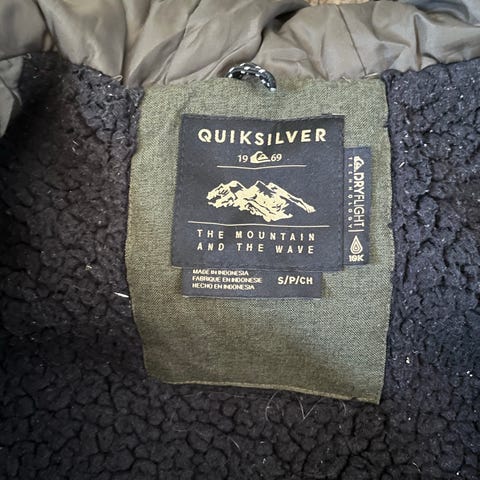 QUIKSILVER
19 69
THE MOUNTAIN
AND THE WAVE
DRYFLIGHT
TECHNOLOGY
10K
MADE IN INDONESIA
FABRIQUE EN INDONESIE
HECHO EN INDONESIA
S/P/CH